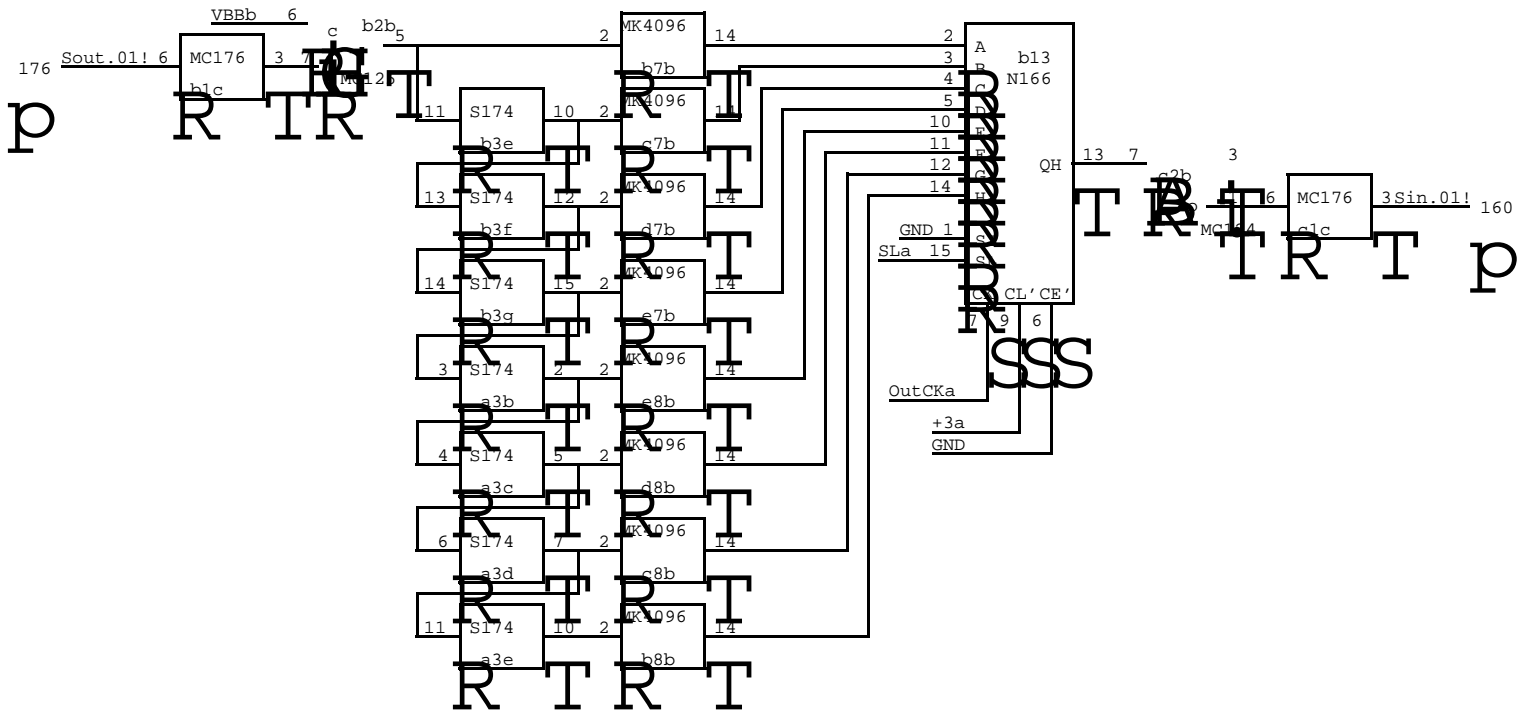 VBBb 6
c
b2b
5
2
MK4096
14
2
A
b13
N166
Sout.01! 6
MC176
3
7
176
b1c
MC125
b7b
3
B
4
C
5
D
10
E
11
F
12
G
14
H
QH
13
7
GND 1
S
SLa 15
S
CL' CE'
7
9
6
OutCKa
+3a
GND
11
S174
10
2
MK4096
14
b3e
c7b
13
S174
12
2
MK4096
14
b3f
d7b
14
S174
15
2
MK4096
14
b3g
e7b
3
S174
2
2
MK4096
14
a3b
e8b
4
S174
5
2
MK4096
14
a3c
d8b
6
S174
7
2
MK4096
14
a3d
c8b
11
S174
10
2
MK4096
14
a3e
b8b
3
c2b
6
MC176
3
Sin.01!
160
c1c
p
R
T
R
T
R
T
S
S
S
T
R
T
R
T
p